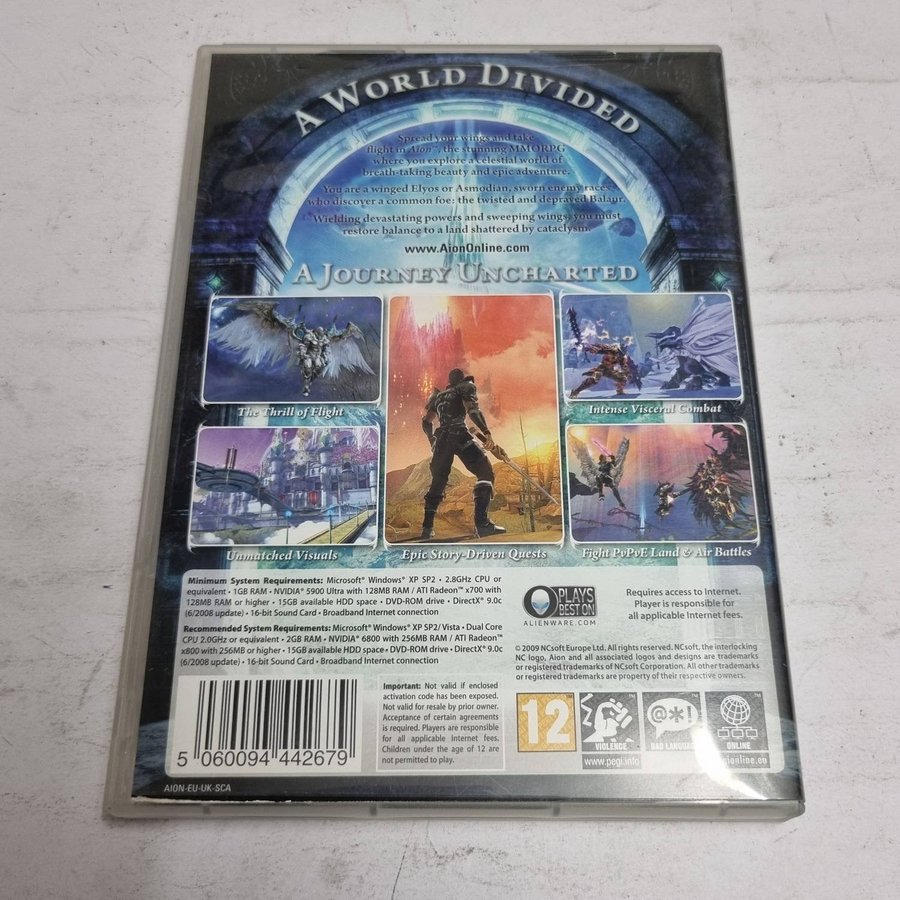 A WORLD DIVIDED
Spread your wings and take
flight in Aion™, the stunning MMORPG
where you explore a celestial world of
breath-taking beauty and epic adventure.
You are a winged Elyos or Asmodian, sworn enemy races
who discover a common foe: the twisted and depraved Balaur.
Wielding devastating powers and sweeping wings, you must
restore balance to a land shattered by cataclysm.
www.AionOnline.com
A JOURNEY UNCHARTED
The Thrill of Flight
Intense Visceral Combat
Unmatched Visuals
Epic Story-Driven Quests
Fight PvPvE Land & Air Battles
Minimum System Requirements: Microsoft® Windows® XP SP2 • 2.8GHz CPU or
equivalent • 1GB RAM • NVIDIA® 5900 Ultra with 128MB RAM / ATI Radeon™ x700 with
128MB RAM or higher • 15GB available HDD space • DVD-ROM drive • DirectX® 9.0c
(6/2008 update) • 16-bit Sound Card • Broadband Internet connection
Recommended System Requirements: Microsoft® Windows® XP SP2/ Vista • Dual Core
CPU 2.0GHz or equivalent • 2GB RAM • NVIDIA® 6800 with 256MB RAM / ATI Radeon™
x800 with 256MB or higher • 15GB available HDD space • DVD-ROM drive • DirectX® 9.0c
(6/2008 update) • 16-bit Sound Card • Broadband Internet connection
PLAYS
BEST ON!
ALIENWARE.COM
Requires access to Internet.
Player is responsible for
all applicable Internet fees.
© 2009 NCsoft Europe Ltd. All rights reserved. NCsoft, the interlocking
NC logo, Aion and all associated logos and designs are trademarks
or registered trademarks of NCsoft Corporation. All other trademarks
or registered trademarks are property of their respective owners.
5 060094 442679
Important: Not valid if enclosed
activation code has been exposed.
Not valid for resale by prior owner.
Acceptance of certain agreements
is required. Players are responsible
for all applicable Internet fees.
Children under the age of 12 are
not permitted to play.
12
VIOLENCE
@*!
BAD LANGUAGE
ONLINE
www.pegi.info
pegionline.eu
AION-EU-UK-SCA